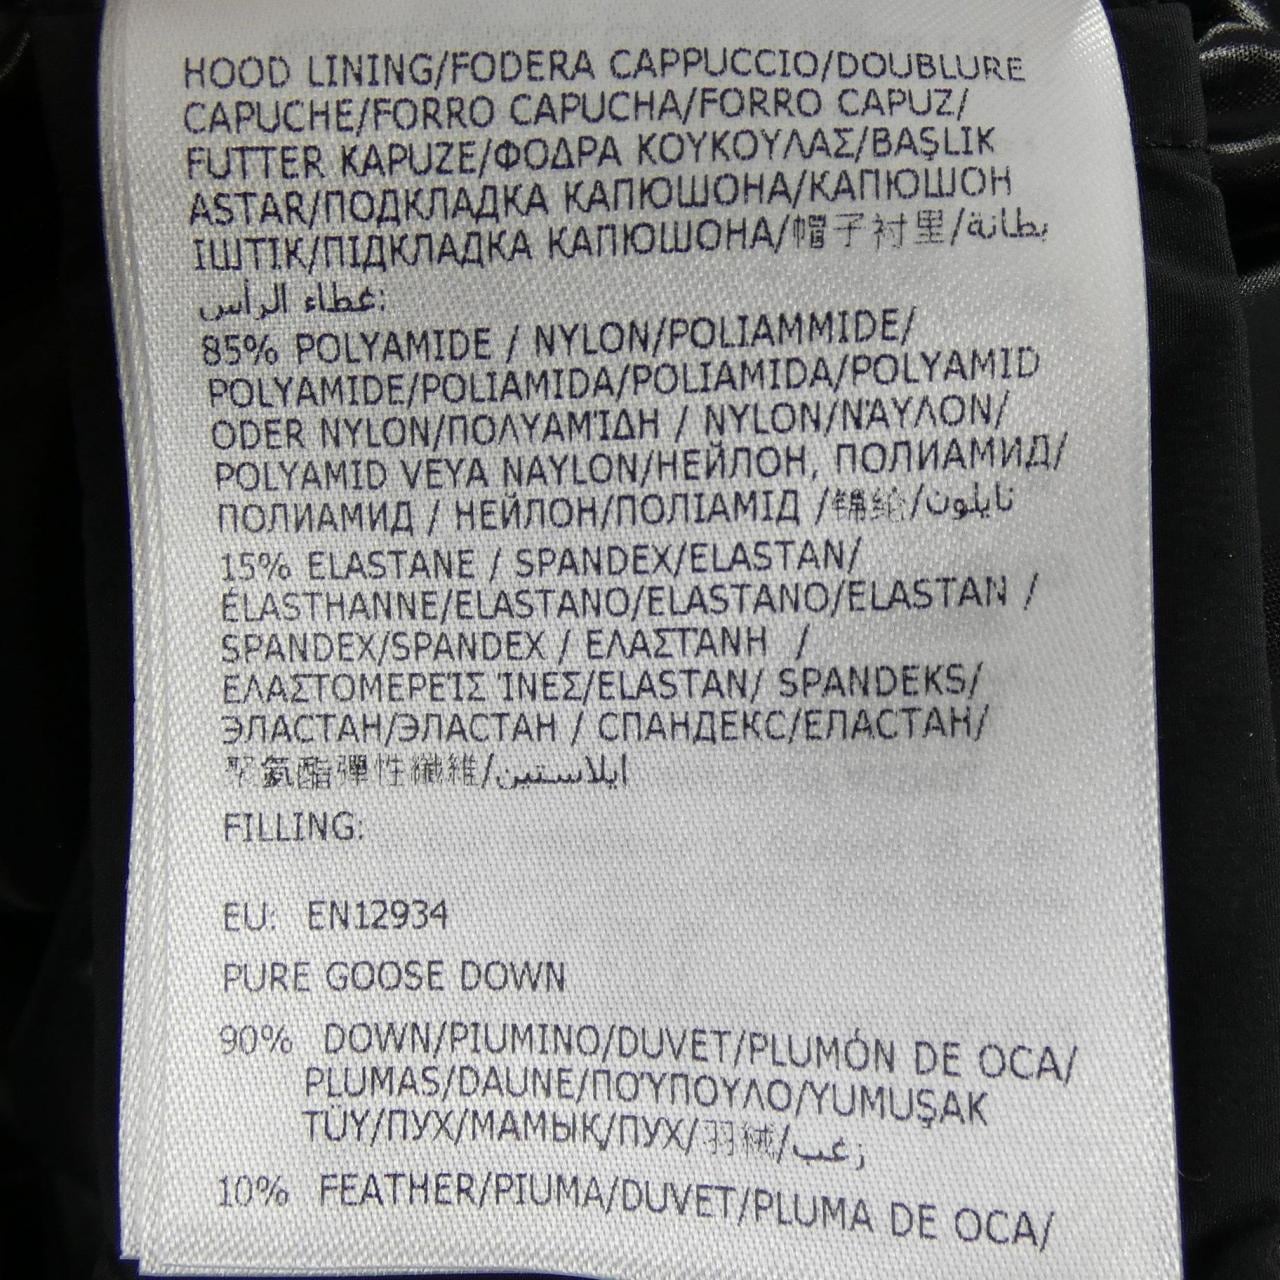 HOOD LINING/FODERA CAPPUCCIO/DOUBLURE
CAPUCHE/FORRO CAPUCHA/FORRO CAPUZ/
FUTTER KAPUZE/ΦΟΔΡΑ ΚΟΥΚΟΥΛΑΣ/BAŞLIK
ASTAR/ПОДКЛАДКА КАПЮШОНА/КАПЮШОН
ІШТІК/ПІДКЛАДКА КАПЮШОНА/帽子衬里/بطانة
غطاء الرأس:
85% POLYAMIDE / NYLON/POLIAMMIDE/
POLYAMIDE/POLIAMIDA/POLIAMIDA/POLYAMID
ODER NYLON/ΠΟΛΥΑΜΊΔΗ / NYLON/ΝΆΥΛΟΝ/
POLYAMID VEYA NAYLON/НЕЙЛОН, ПОЛИАМИД/
ПОЛИАМИД / НЕЙЛОН/ПОЛІАМІД /锦纶/نايلون
15% ELASTANE / SPANDEX/ELASTAN/
ÉLASTHANNE/ELASTANO/ELASTANO/ELASTAN /
SPANDEX/SPANDEX / ΕΛΑΣΤΆΝΗ /
ΕΛΑΣΤΟΜΕΡΕΊΣ ΊΝΕΣ/ELASTAN/ SPANDEKS/
ЭЛАСТАН/ЭЛАСТАН / СПАНДЕКС/ЕЛАСТАН/
聚氨酯彈性纖維/ايلاستين
FILLING:
EU: EN12934
PURE GOOSE DOWN
90% DOWN/PIUMINO/DUVET/PLUMÓN DE OCA/
PLUMAS/DAUNE/ΠΟΎΠΟΥΛΟ/YUMUŞAK
TÜY/ПУХ/МАМЫҚ/ПУХ/羽絨/زغب
10% FEATHER/PIUMA/DUVET/PLUMA DE OCA/